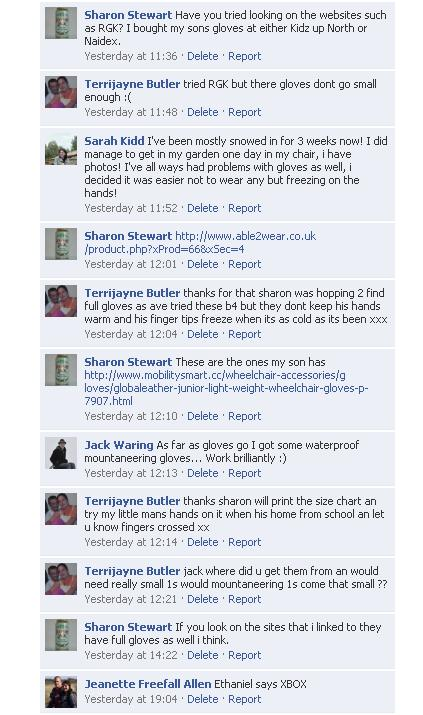 Sharon Stewart Have you tried looking on the websites such
as RGK? I bought my sons gloves at either Kidz up North or
Naidex.
Yesterday at 11:36 · Delete · Report
Terrijayne Butler tried RGK but there gloves dont go small
enough :(
Yesterday at 11:48 · Delete · Report
Sarah Kidd I've been mostly snowed in for 3 weeks now! I did
manage to get in my garden one day in my chair, i have
photos! I've all ways had problems with gloves as well, i
decided it was easier not to wear any but freezing on the
hands!
Yesterday at 11:52 · Delete · Report
Sharon Stewart http://www.able2wear.co.uk
/product.php?xProd=66&xSec=4
Yesterday at 12:01 · Delete · Report
Terrijayne Butler thanks for that sharon was hopping 2 find
full gloves as ave tried these b4 but they dont keep his hands
warm and his finger tips freeze when its as cold as its been xxx
Yesterday at 12:04 · Delete · Report
Sharon Stewart These are the ones my son has
http://www.mobilitysmart.cc/wheelchair-accessories/g
loves/globaleather-junior-light-weight-wheelchair-gloves-p-
7907.html
Yesterday at 12:10 · Delete · Report
Jack Waring As far as gloves go I got some waterproof
mountaneering gloves... Work brilliantly :)
Yesterday at 12:13 · Delete · Report
Terrijayne Butler thanks sharon will print the size chart an
try my little mans hands on it when his home from school an let
u know fingers crossed xx
Yesterday at 12:14 · Delete · Report
Terrijayne Butler jack where did u get them from an would
need really small 1s would mountaneering 1s come that small ??
Yesterday at 12:21 · Delete · Report
Sharon Stewart If you look on the sites that i linked to they
have full gloves as well i think.
Yesterday at 14:22 · Delete · Report
Jeanette Freefall Allen Ethaniel says XBOX
Yesterday at 19:04 · Delete · Report